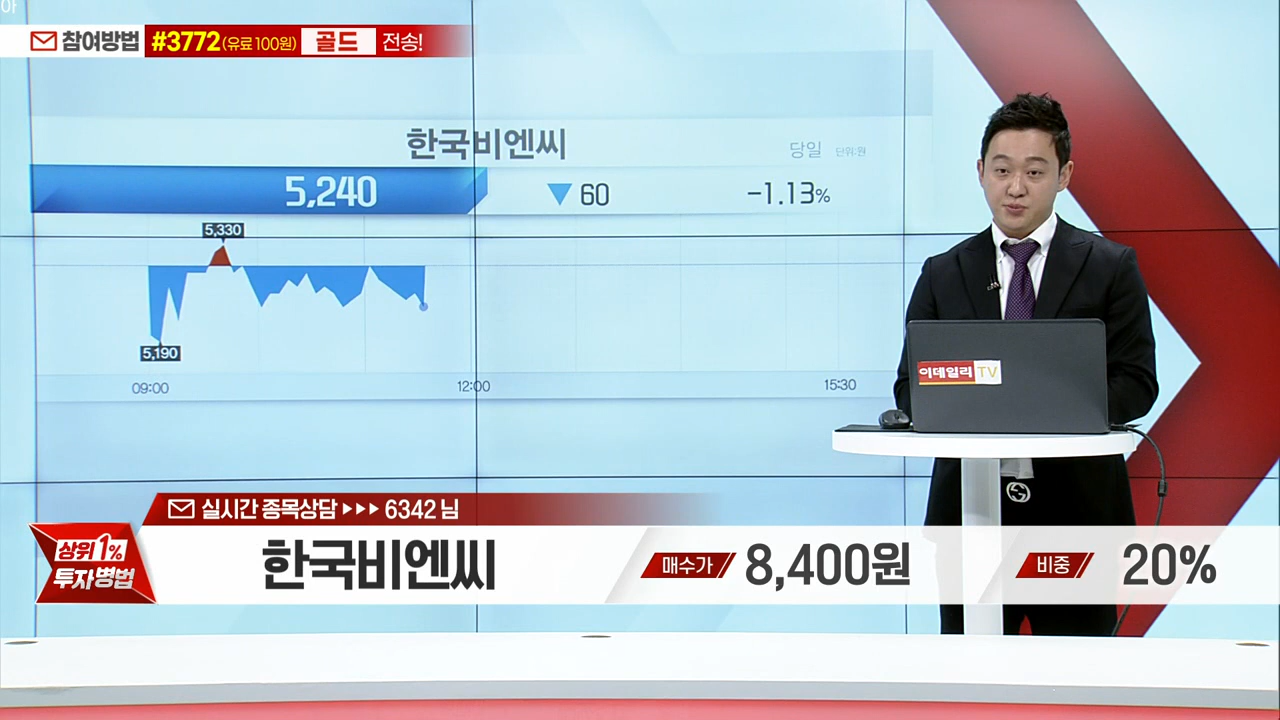 아
참여방법 #3772(유료 100원) 골드 전송!
한국비엔씨
당일 단위:원
5,240 ▼60 -1.13%
5,330
5,190
09:00 12:00 15:30
이데일리TV
실시간 종목상담 ▶▶▶ 6342 님
상위 1% 투자병법
한국비엔씨 매수가 8,400원 비중 20%